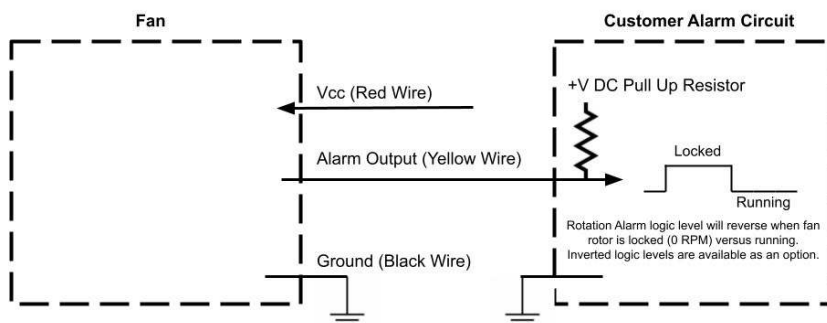 Fan
Customer Alarm Circuit
Vcc (Red Wire)
+V DC Pull Up Resistor
Alarm Output (Yellow Wire)
Locked
Running
Rotation Alarm logic level will reverse when fan
rotor is locked (0 RPM) versus running.
Inverted logic levels are available as an option.
Ground (Black Wire)